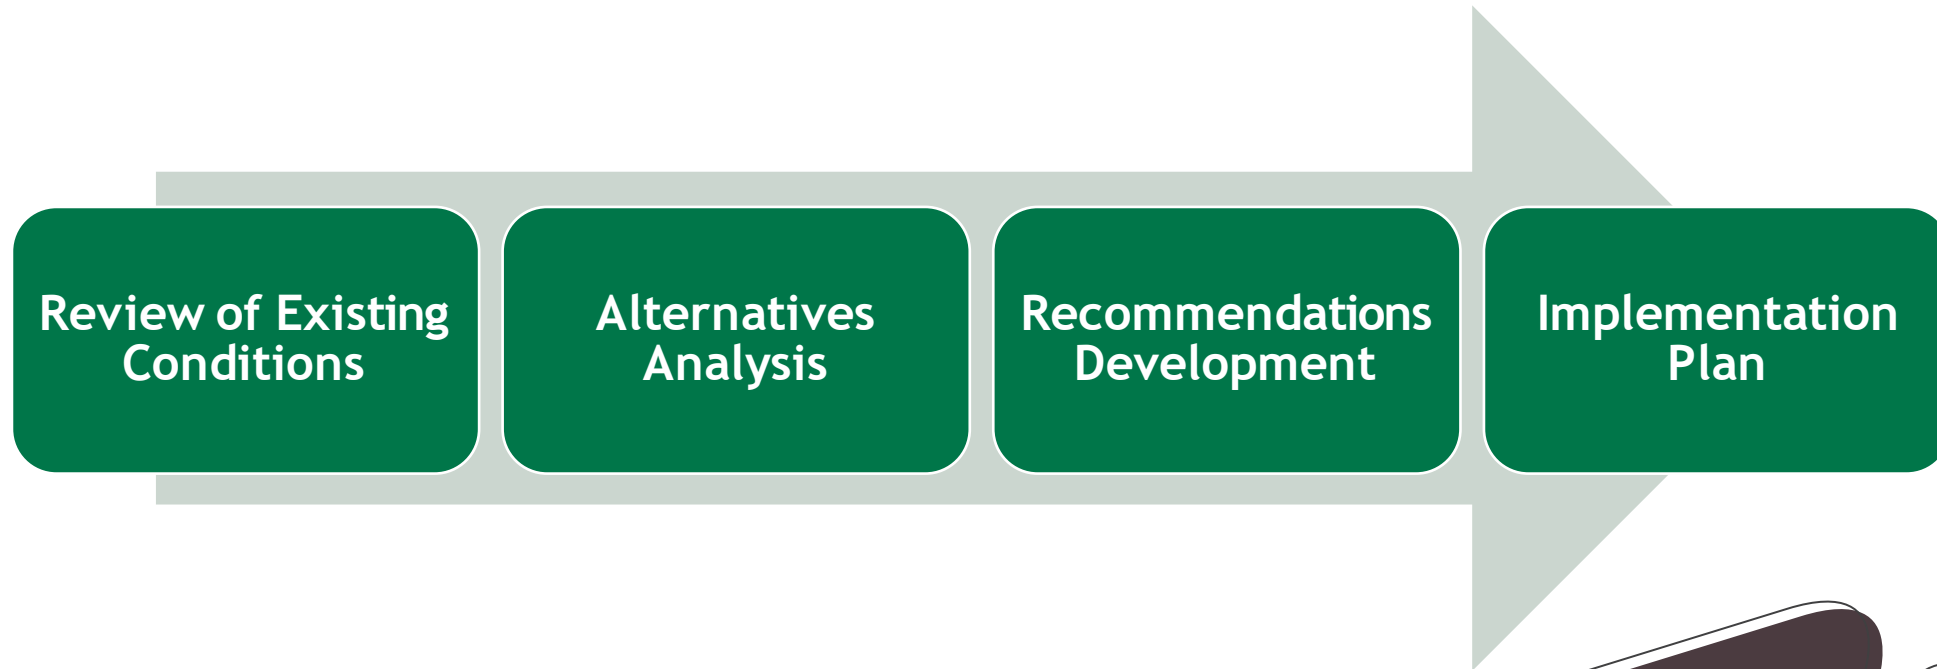 Review of Existing
Conditions
Alternatives
Analysis
Recommendations
Development
Implementation
Plan